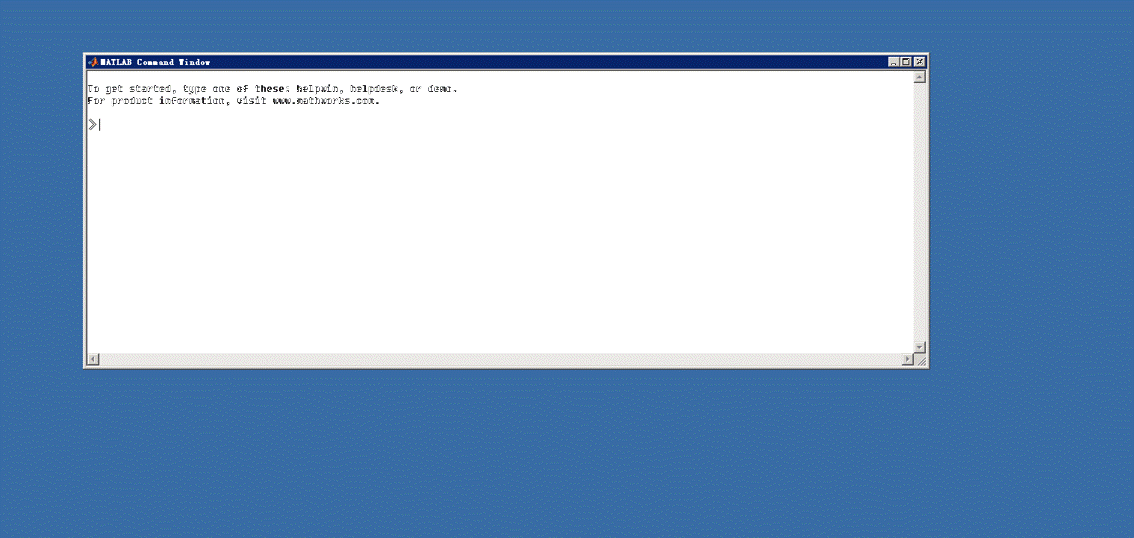 MATLAB Command Window
To get started, type one of these: helpwin, helpdesk, or demo.
For product information, visit www.mathworks.com.
>>